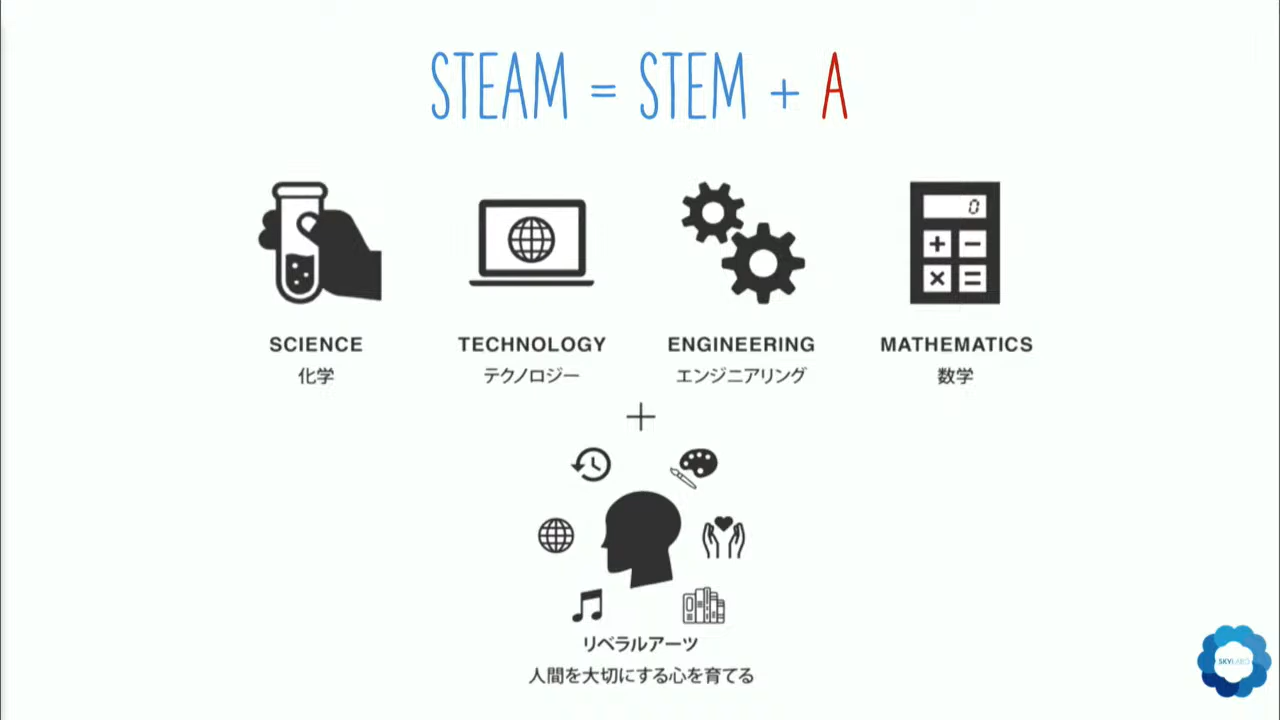 STEAM = STEM + A
0
+ −
× =
SCIENCE
化学
TECHNOLOGY
テクノロジー
ENGINEERING
エンジニアリング
MATHEMATICS
数学
+
リベラルアーツ
人間を大切にする心を育てる
SKYLABO